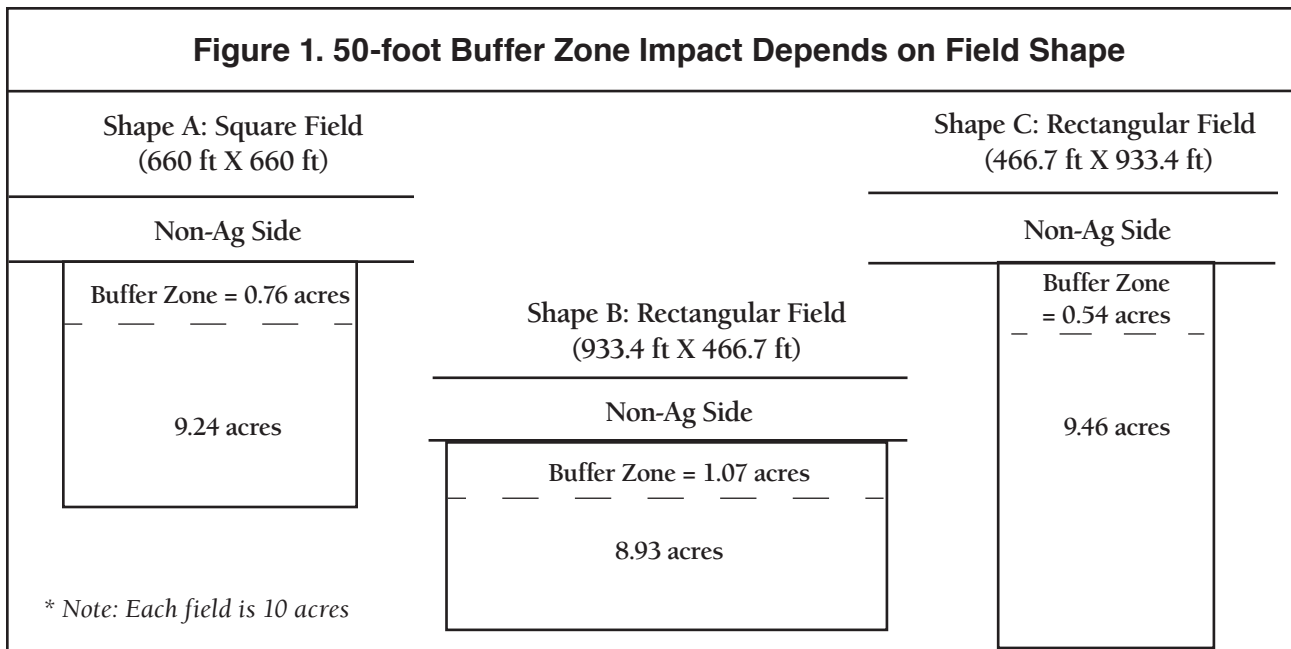 Figure 1. 50-foot Buffer Zone Impact Depends on Field Shape
Shape A: Square Field
(660 ft X 660 ft)
Non-Ag Side
Buffer Zone = 0.76 acres
9.24 acres
* Note: Each field is 10 acres
Shape B: Rectangular Field
(933.4 ft X 466.7 ft)
Non-Ag Side
Buffer Zone = 1.07 acres
8.93 acres
Shape C: Rectangular Field
(466.7 ft X 933.4 ft)
Non-Ag Side
Buffer Zone
= 0.54 acres
9.46 acres